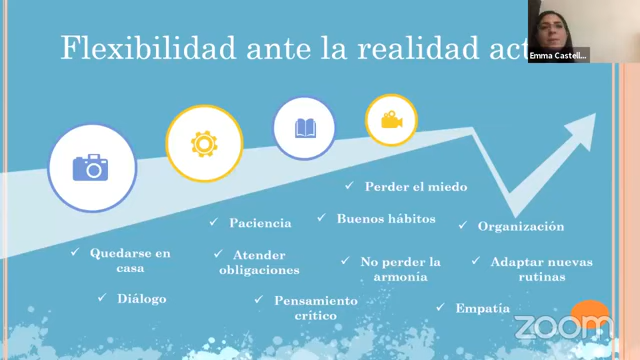 Flexibilidad ante la realidad act
Emma Castell...
Perder el miedo
Paciencia
Buenos hábitos
Organización
Quedarse en
casa
Atender
obligaciones
No perder la
armonía
Adaptar nuevas
rutinas
Diálogo
Pensamiento
crítico
Empatía
zoom